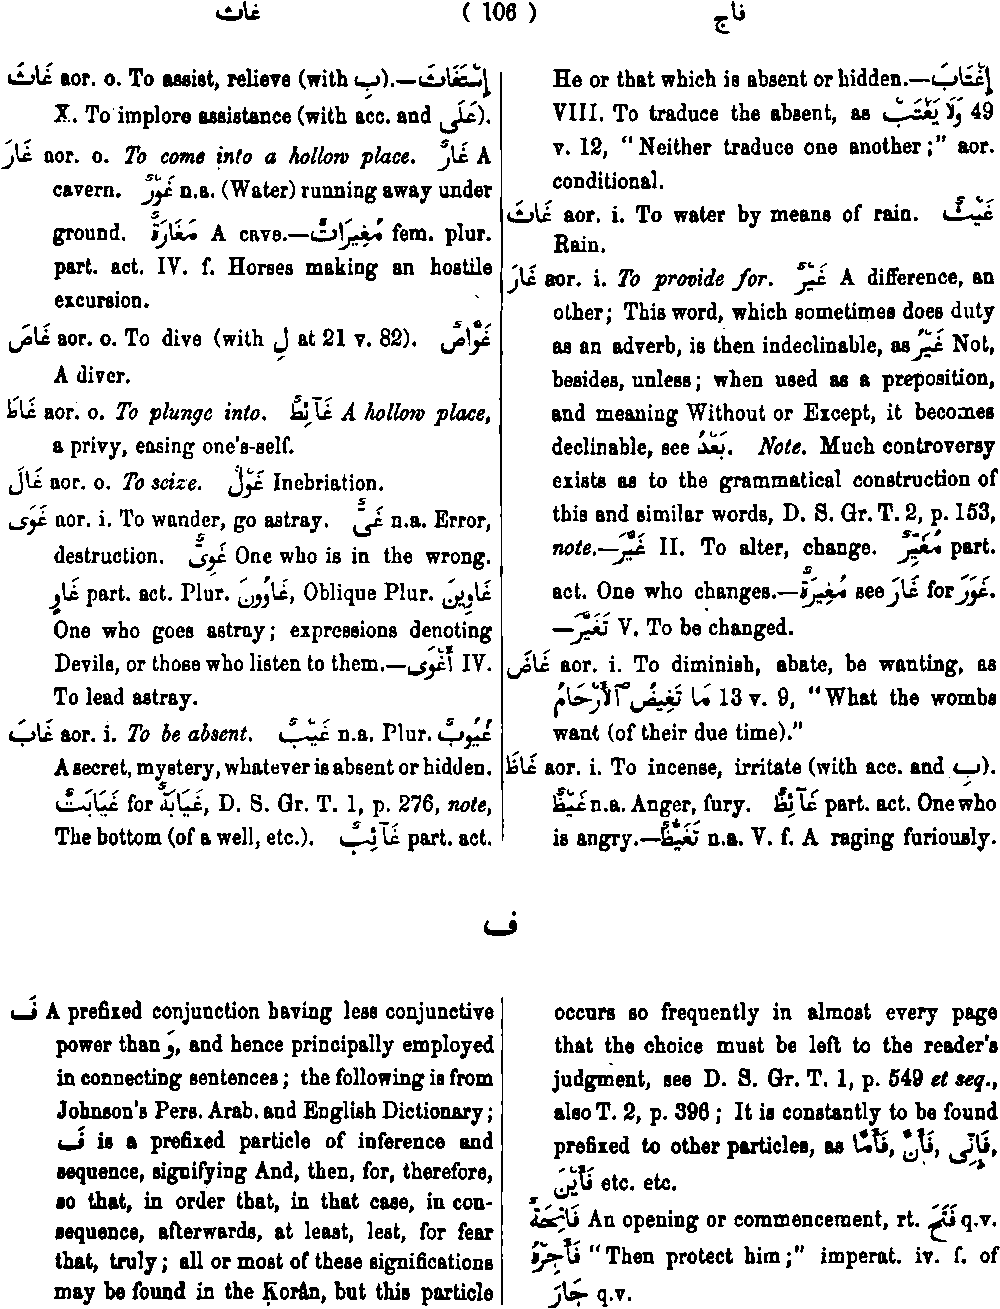 غاث ( 106 ) فاج
غَاثَ aor. o. To assist, relieve (with بِ).—إِسْتَغَاثَ
X. To implore assistance (with acc. and عَلَى).
غَارَ aor. o. To come into a hollow place. غَارٌ A
cavern. غَوْرٌ n.a. (Water) running away under
ground. مَغَارَةٌ A cave.—مُغِيرَاتٌ fem. plur.
part. act. IV. f. Horses making an hostile
excursion.
غَاصَ aor. o. To dive (with لِ at 21 v. 82). غَوَّاصٌ
A diver.
غَاطَ aor. o. To plunge into. غَآئِطٌ A hollow place,
a privy, easing one's-self.
غَالَ aor. o. To seize. غَوْلٌ Inebriation.
غَوَى aor. i. To wander, go astray. غَىٌّ n.a. Error,
destruction. غَوِىٌّ One who is in the wrong.
غَاوٍ part. act. Plur. غَاوُونَ, Oblique Plur. غَاوِينَ
One who goes astray; expressions denoting
Devils, or those who listen to them.—أَغْوَى IV.
To lead astray.
غَابَ aor. i. To be absent. غَيْبٌ n.a. Plur. غُيُوبٌ
A secret, mystery, whatever is absent or hidden.
غَيَابَتٌ for غَيَابَةٌ, D. S. Gr. T. 1, p. 276, note,
The bottom (of a well, etc.). غَآئِبٌ part. act.
He or that which is absent or hidden.—إِغْتَابَ
VIII. To traduce the absent, as وَلَا يَغْتَبْ 49
v. 12, "Neither traduce one another;" aor.
conditional.
غَاثَ aor. i. To water by means of rain. غَيْثٌ
Rain.
غَارَ aor. i. To provide for. غَيْرٌ A difference, an
other; This word, which sometimes does duty
as an adverb, is then indeclinable, as غَيْرُ Not,
besides, unless; when used as a preposition,
and meaning Without or Except, it becomes
declinable, see بَعْدُ. Note. Much controversy
exists as to the grammatical construction of
this and similar words, D. S. Gr. T. 2, p. 153,
note.—غَيَّرَ II. To alter, change. مُغَيِّرٌ part.
act. One who changes.—مُغِيرَةٌ see غَارَ for غَوَرَ.
—تَغَيَّرَ V. To be changed.
غَاضَ aor. i. To diminish, abate, be wanting, as
مَا تَغِيضُ ٱلْأَرْحَامُ 13 v. 9, "What the wombs
want (of their due time)."
غَاظَ aor. i. To incense, irritate (with acc. and بِ).
غَيْظٌ n.a. Anger, fury. غَآئِظٌ part. act. One who
is angry.—تَغَيُّظٌ n.a. V. f. A raging furiously.
ف
فَ A prefixed conjunction having less conjunctive
power than وَ, and hence principally employed
in connecting sentences; the following is from
Johnson's Pers. Arab. and English Dictionary;
فَ is a prefixed particle of inference and
sequence, signifying And, then, for, therefore,
so that, in order that, in that case, in con-
sequence, afterwards, at least, lest, for fear
that, truly; all or most of these significations
may be found in the Ḳorân, but this particle
occurs so frequently in almost every page
that the choice must be left to the reader's
judgment, see D. S. Gr. T. 1, p. 549 et seq.,
also T. 2, p. 396; It is constantly to be found
prefixed to other particles, as فَأَمَّا, فَأَنَّ, فَإِنِّى,
فَأَيْنَ etc. etc.
فَاتِحَةٌ An opening or commencement, rt. فَتَحَ q.v.
فَأَجِرْهُ "Then protect him;" imperat. iv. f. of
جَارَ q.v.